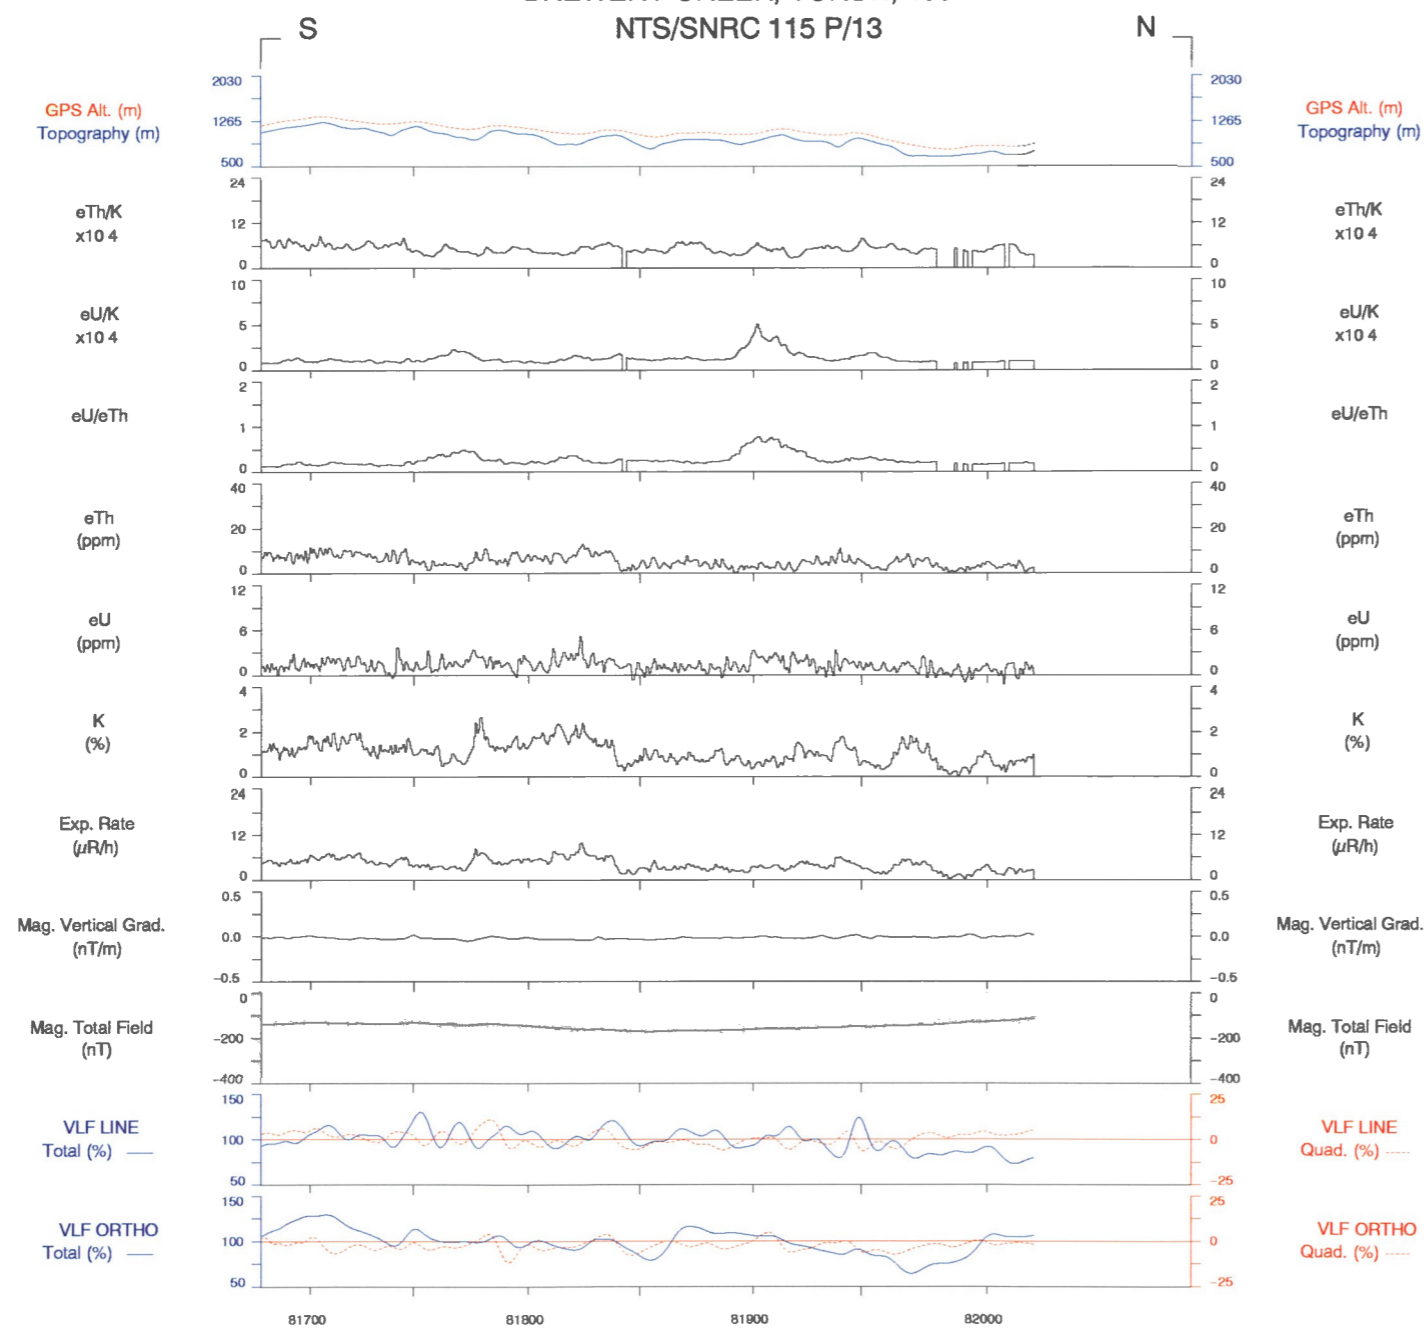 NTS/SNRC 115 P/13
S N
GPS Alt. (m)
Topography (m)
2030
1265
500
2030
1265
500
GPS Alt. (m)
Topography (m)
eTh/K
x10 4
24
12
0
24
12
0
eTh/K
x10 4
eU/K
x10 4
10
5
0
10
5
0
eU/K
x10 4
eU/eTh
2
1
0
2
1
0
eU/eTh
eTh
(ppm)
40
20
0
40
20
0
eTh
(ppm)
eU
(ppm)
12
6
0
12
6
0
eU
(ppm)
K
(%)
4
2
0
4
2
0
K
(%)
Exp. Rate
(µR/h)
24
12
0
24
12
0
Exp. Rate
(µR/h)
Mag. Vertical Grad.
(nT/m)
0.5
0.0
-0.5
0.5
0.0
-0.5
Mag. Vertical Grad.
(nT/m)
Mag. Total Field
(nT)
0
-200
-400
0
-200
-400
Mag. Total Field
(nT)
VLF LINE
Total (%)
150
100
50
25
0
-25
VLF LINE
Quad. (%)
VLF ORTHO
Total (%)
150
100
50
25
0
-25
VLF ORTHO
Quad. (%)
81700 81800 81900 82000